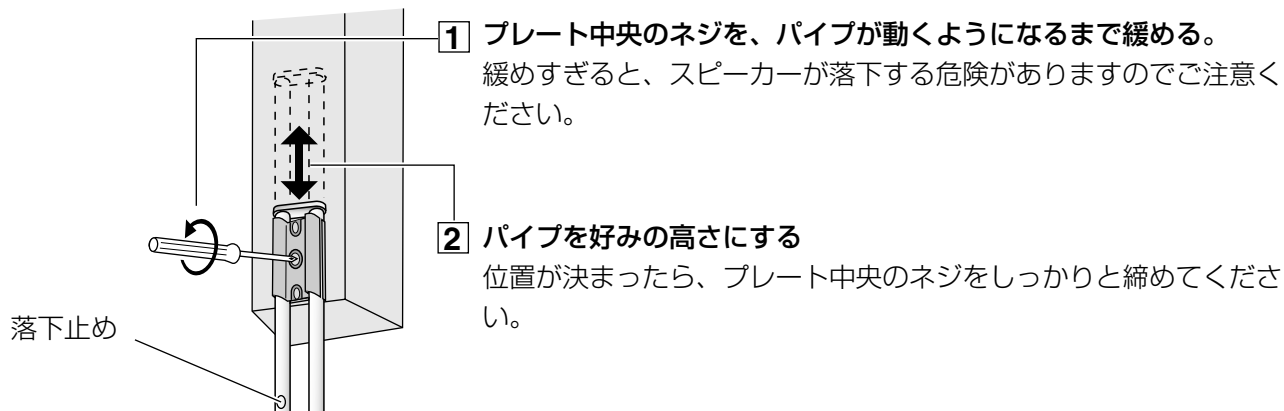 1 プレート中央のネジを、パイプが動くようになるまで緩める。
緩めすぎると、スピーカーが落下する危険がありますのでご注意く
ださい。
2 パイプを好みの高さにする
位置が決まったら、プレート中央のネジをしっかりと締めてくださ
い。
落下止め